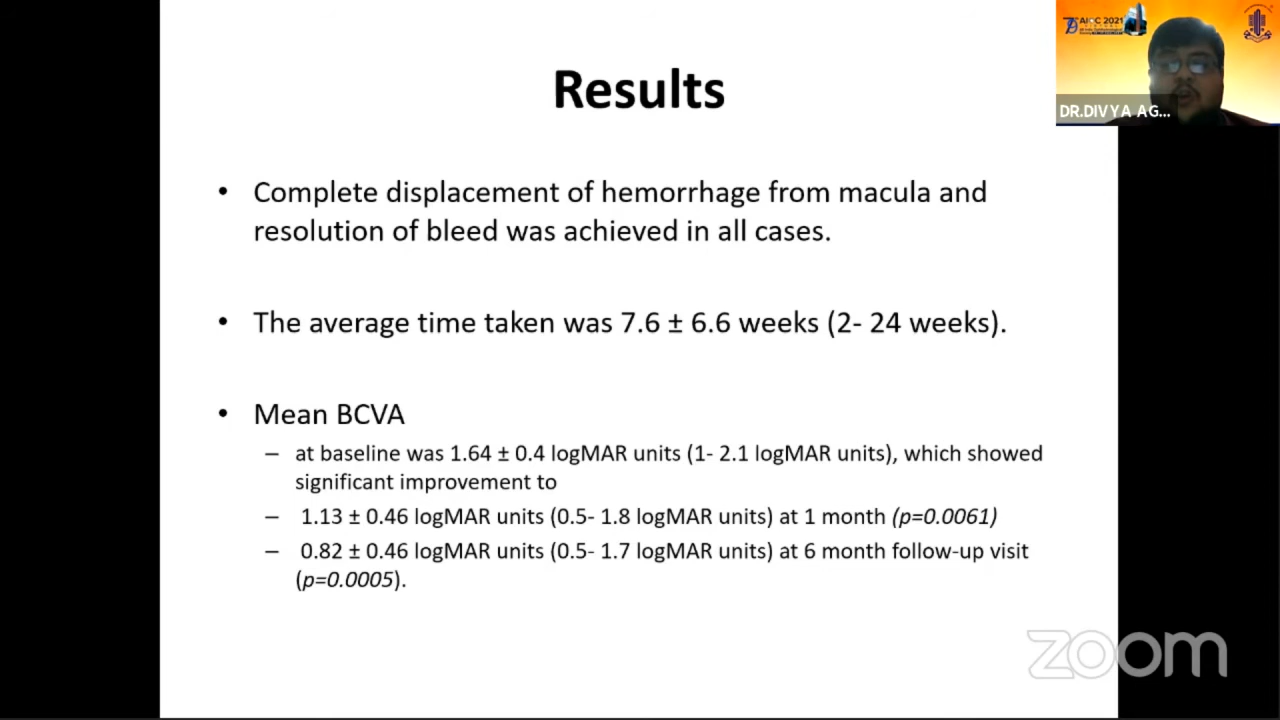 Results
• Complete displacement of hemorrhage from macula and
resolution of bleed was achieved in all cases.
• The average time taken was 7.6 ± 6.6 weeks (2- 24 weeks).
• Mean BCVA
– at baseline was 1.64 ± 0.4 logMAR units (1- 2.1 logMAR units), which showed
significant improvement to
– 1.13 ± 0.46 logMAR units (0.5- 1.8 logMAR units) at 1 month (p=0.0061)
– 0.82 ± 0.46 logMAR units (0.5- 1.7 logMAR units) at 6 month follow-up visit
(p=0.0005).
AIOC 2021
DR.DIVYA AG...
zoom